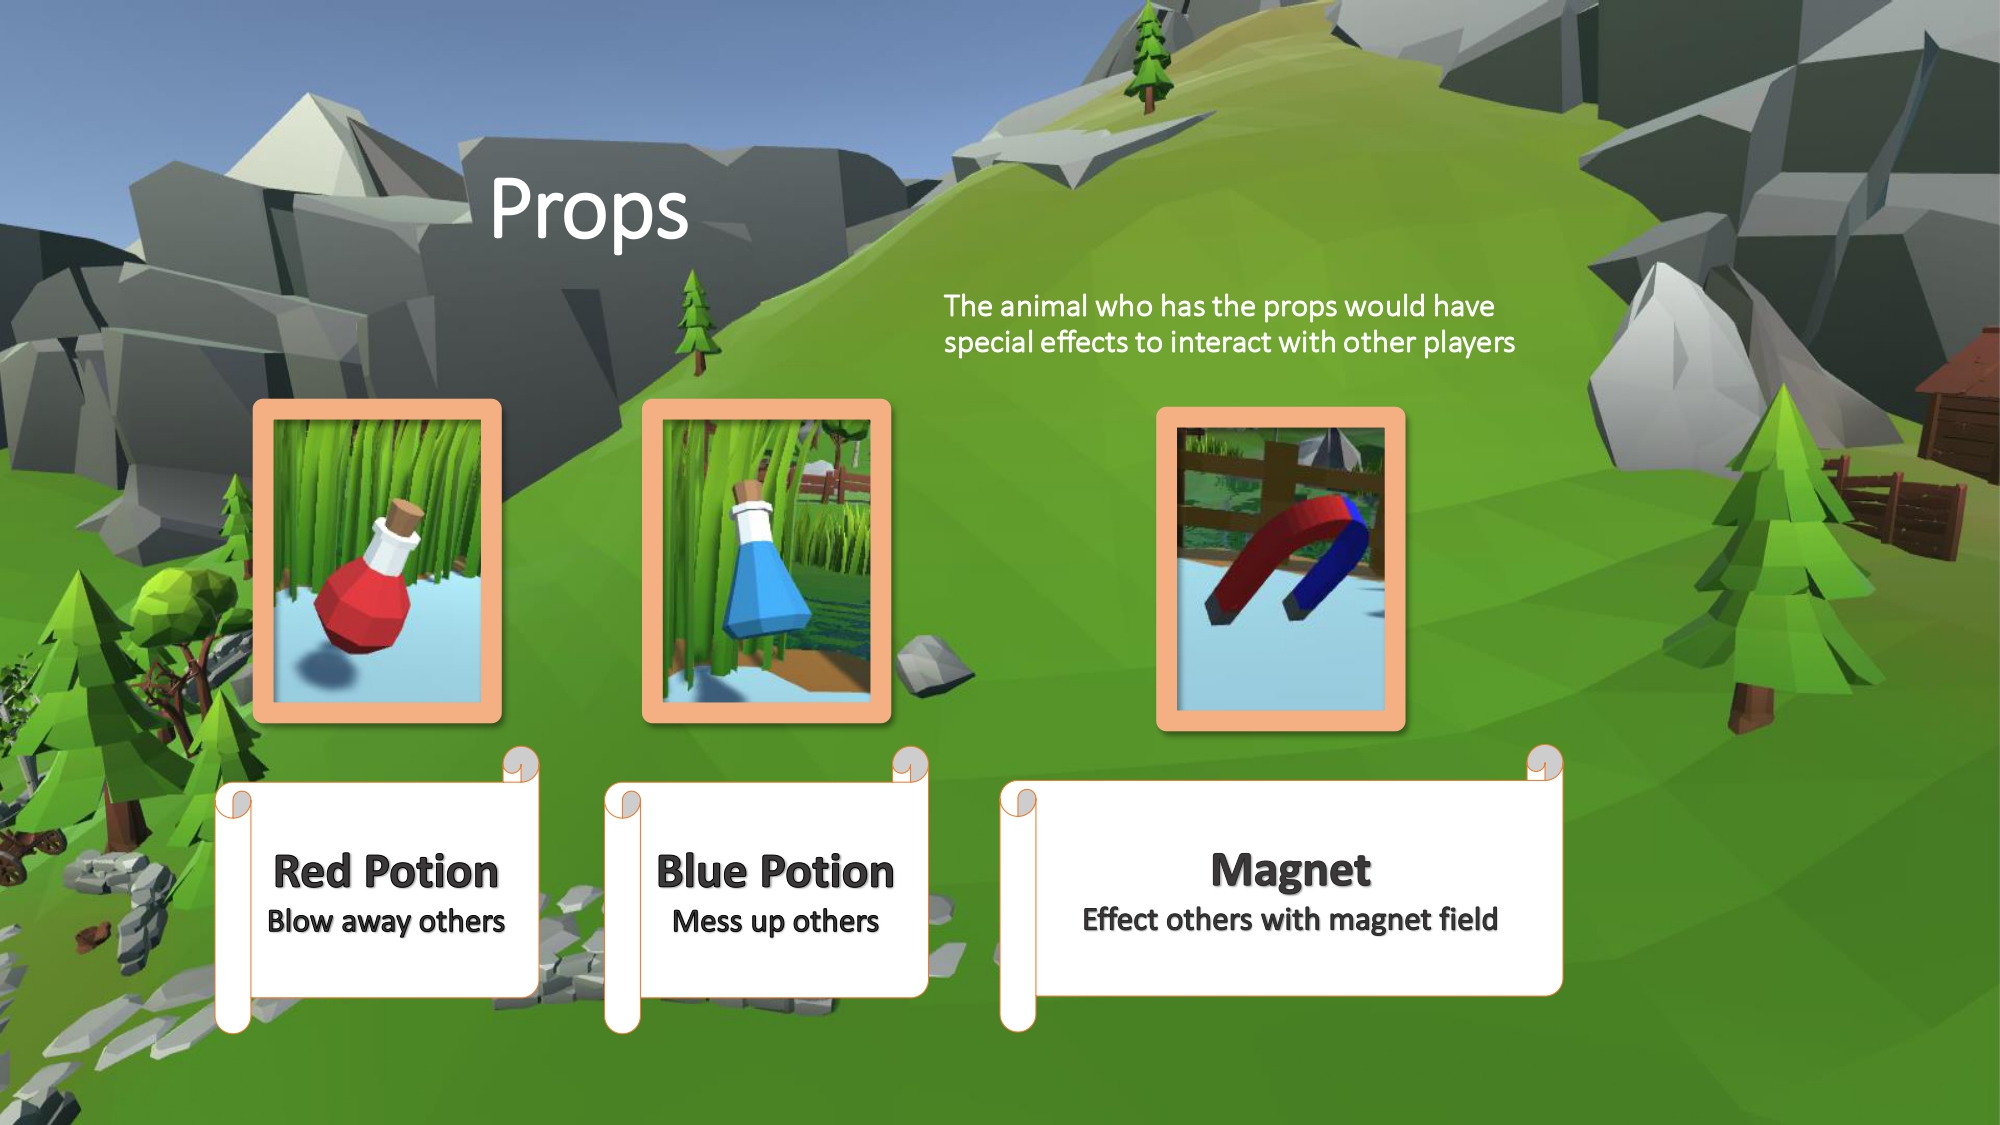 Props
The animal who has the props would have
special effects to interact with other players
Red Potion
Blow away others
Blue Potion
Mess up others
Magnet
Effect others with magnet field